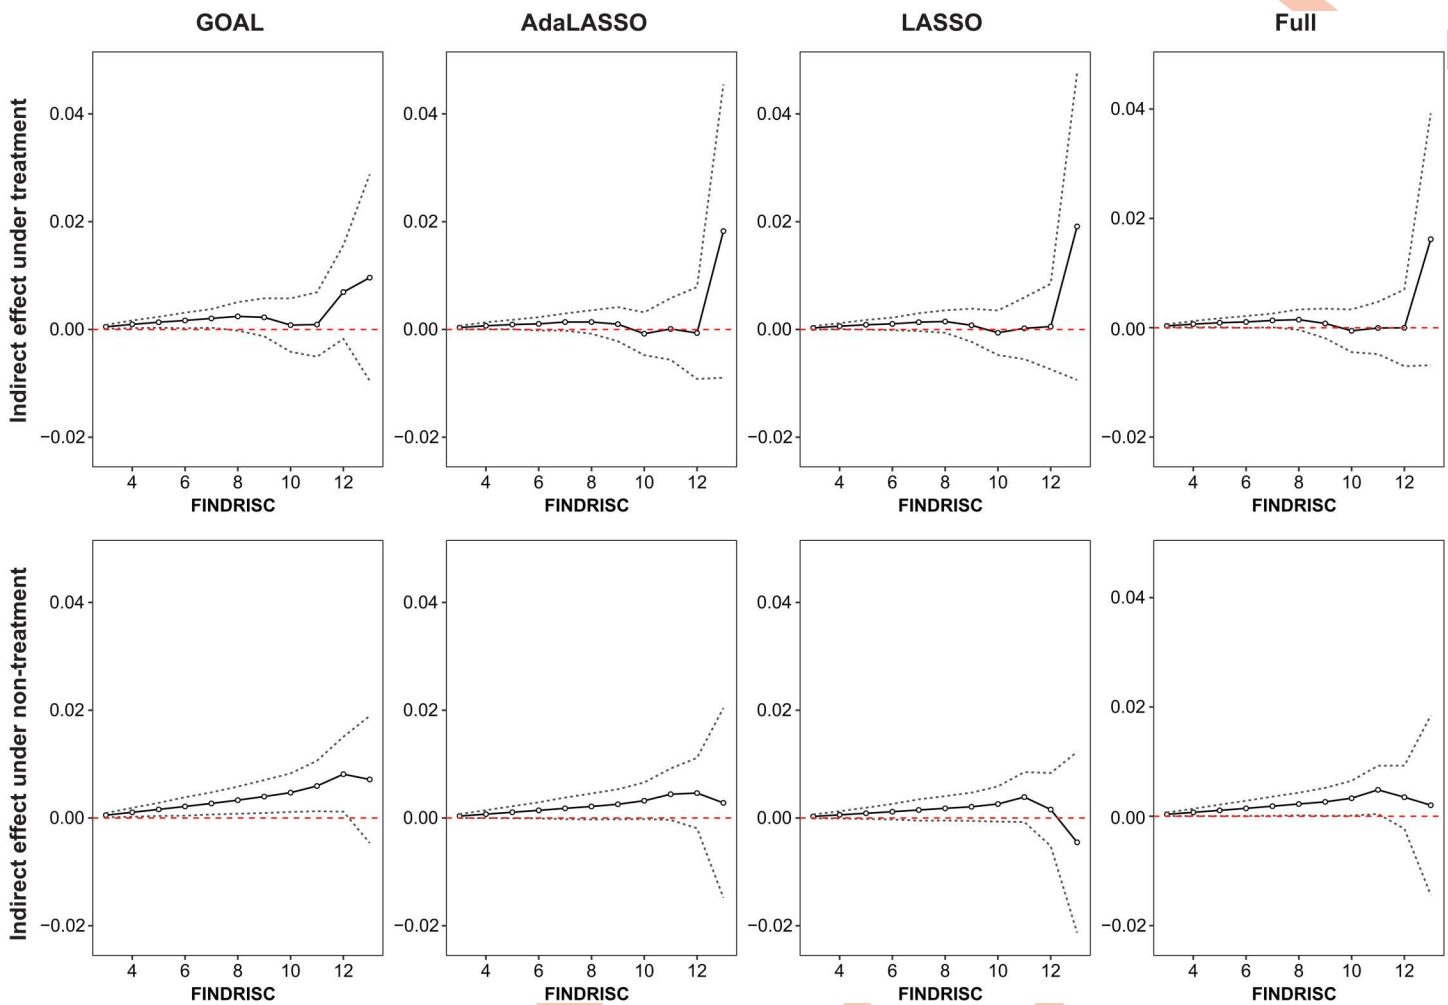 GOAL AdaLASSO LASSO Full
Indirect effect under treatment
0.04 0.04 0.04 0.04
0.02 0.02 0.02 0.02
0.00 0.00 0.00 0.00
−0.02 −0.02 −0.02 −0.02
4 6 8 10 12 4 6 8 10 12 4 6 8 10 12 4 6 8 10 12
FINDRISC FINDRISC FINDRISC FINDRISC
Indirect effect under non-treatment
0.04 0.04 0.04 0.04
0.02 0.02 0.02 0.02
0.00 0.00 0.00 0.00
−0.02 −0.02 −0.02 −0.02
4 6 8 10 12 4 6 8 10 12 4 6 8 10 12 4 6 8 10 12
FINDRISC FINDRISC FINDRISC FINDRISC